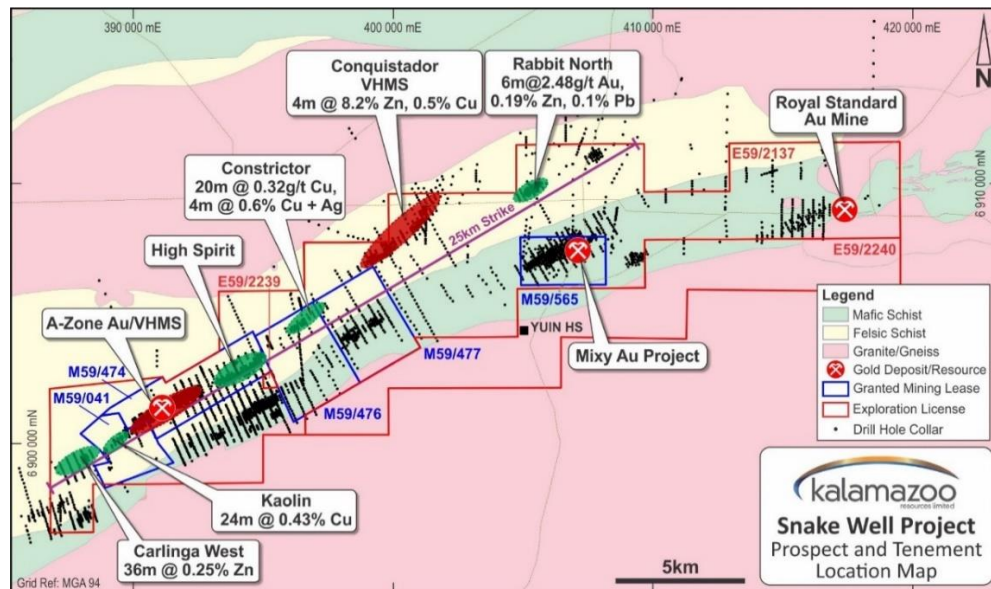 390 000 mE
400 000 mE
410 000 mE
420 000 mE
N
Conquistador
VHMS
4m @ 8.2% Zn, 0.5% Cu
Rabbit North
6m@2.48g/t Au,
0.19% Zn, 0.1% Pb
Royal Standard
Au Mine
E59/2137
Constrictor
20m @ 0.32g/t Cu,
4m @ 0.6% Cu + Ag
25km Strike
6 910 000 mN
High Spirit
E59/2239
E59/2240
M59/565
A-Zone Au/VHMS
YUIN HS
Mixy Au Project
M59/474
M59/041
M59/477
M59/476
6 900 000 mN
Kaolin
24m @ 0.43% Cu
Carlinga West
36m @ 0.25% Zn
Grid Ref: MGA 94
5km
Legend
Mafic Schist
Felsic Schist
Granite/Gneiss
Gold Deposit/Resource
Granted Mining Lease
Exploration License
Drill Hole Collar
kalamazoo
resources limited
Snake Well Project
Prospect and Tenement
Location Map